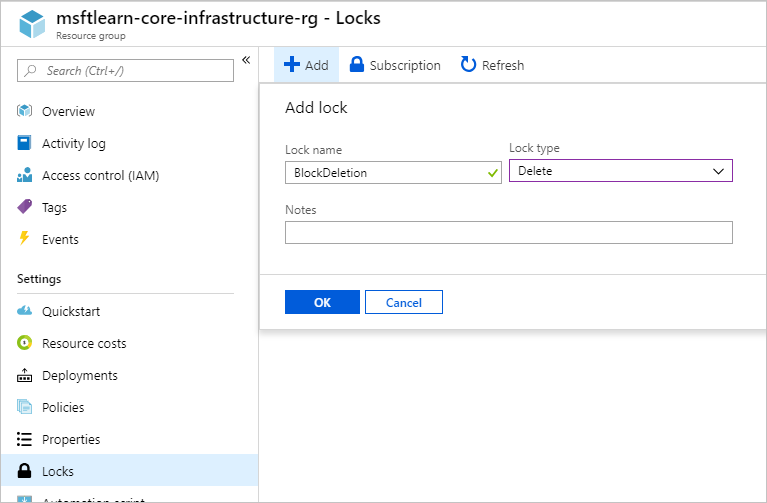 msftlearn-core-infrastructure-rg - Locks
Resource group
Search (Ctrl+/)
«
Overview
Activity log
Access control (IAM)
Tags
Events
Settings
Quickstart
Resource costs
Deployments
Policies
Properties
Locks
Automation script
Add
Subscription
Refresh
Add lock
Lock name
BlockDeletion
Lock type
Delete
Notes
OK
Cancel